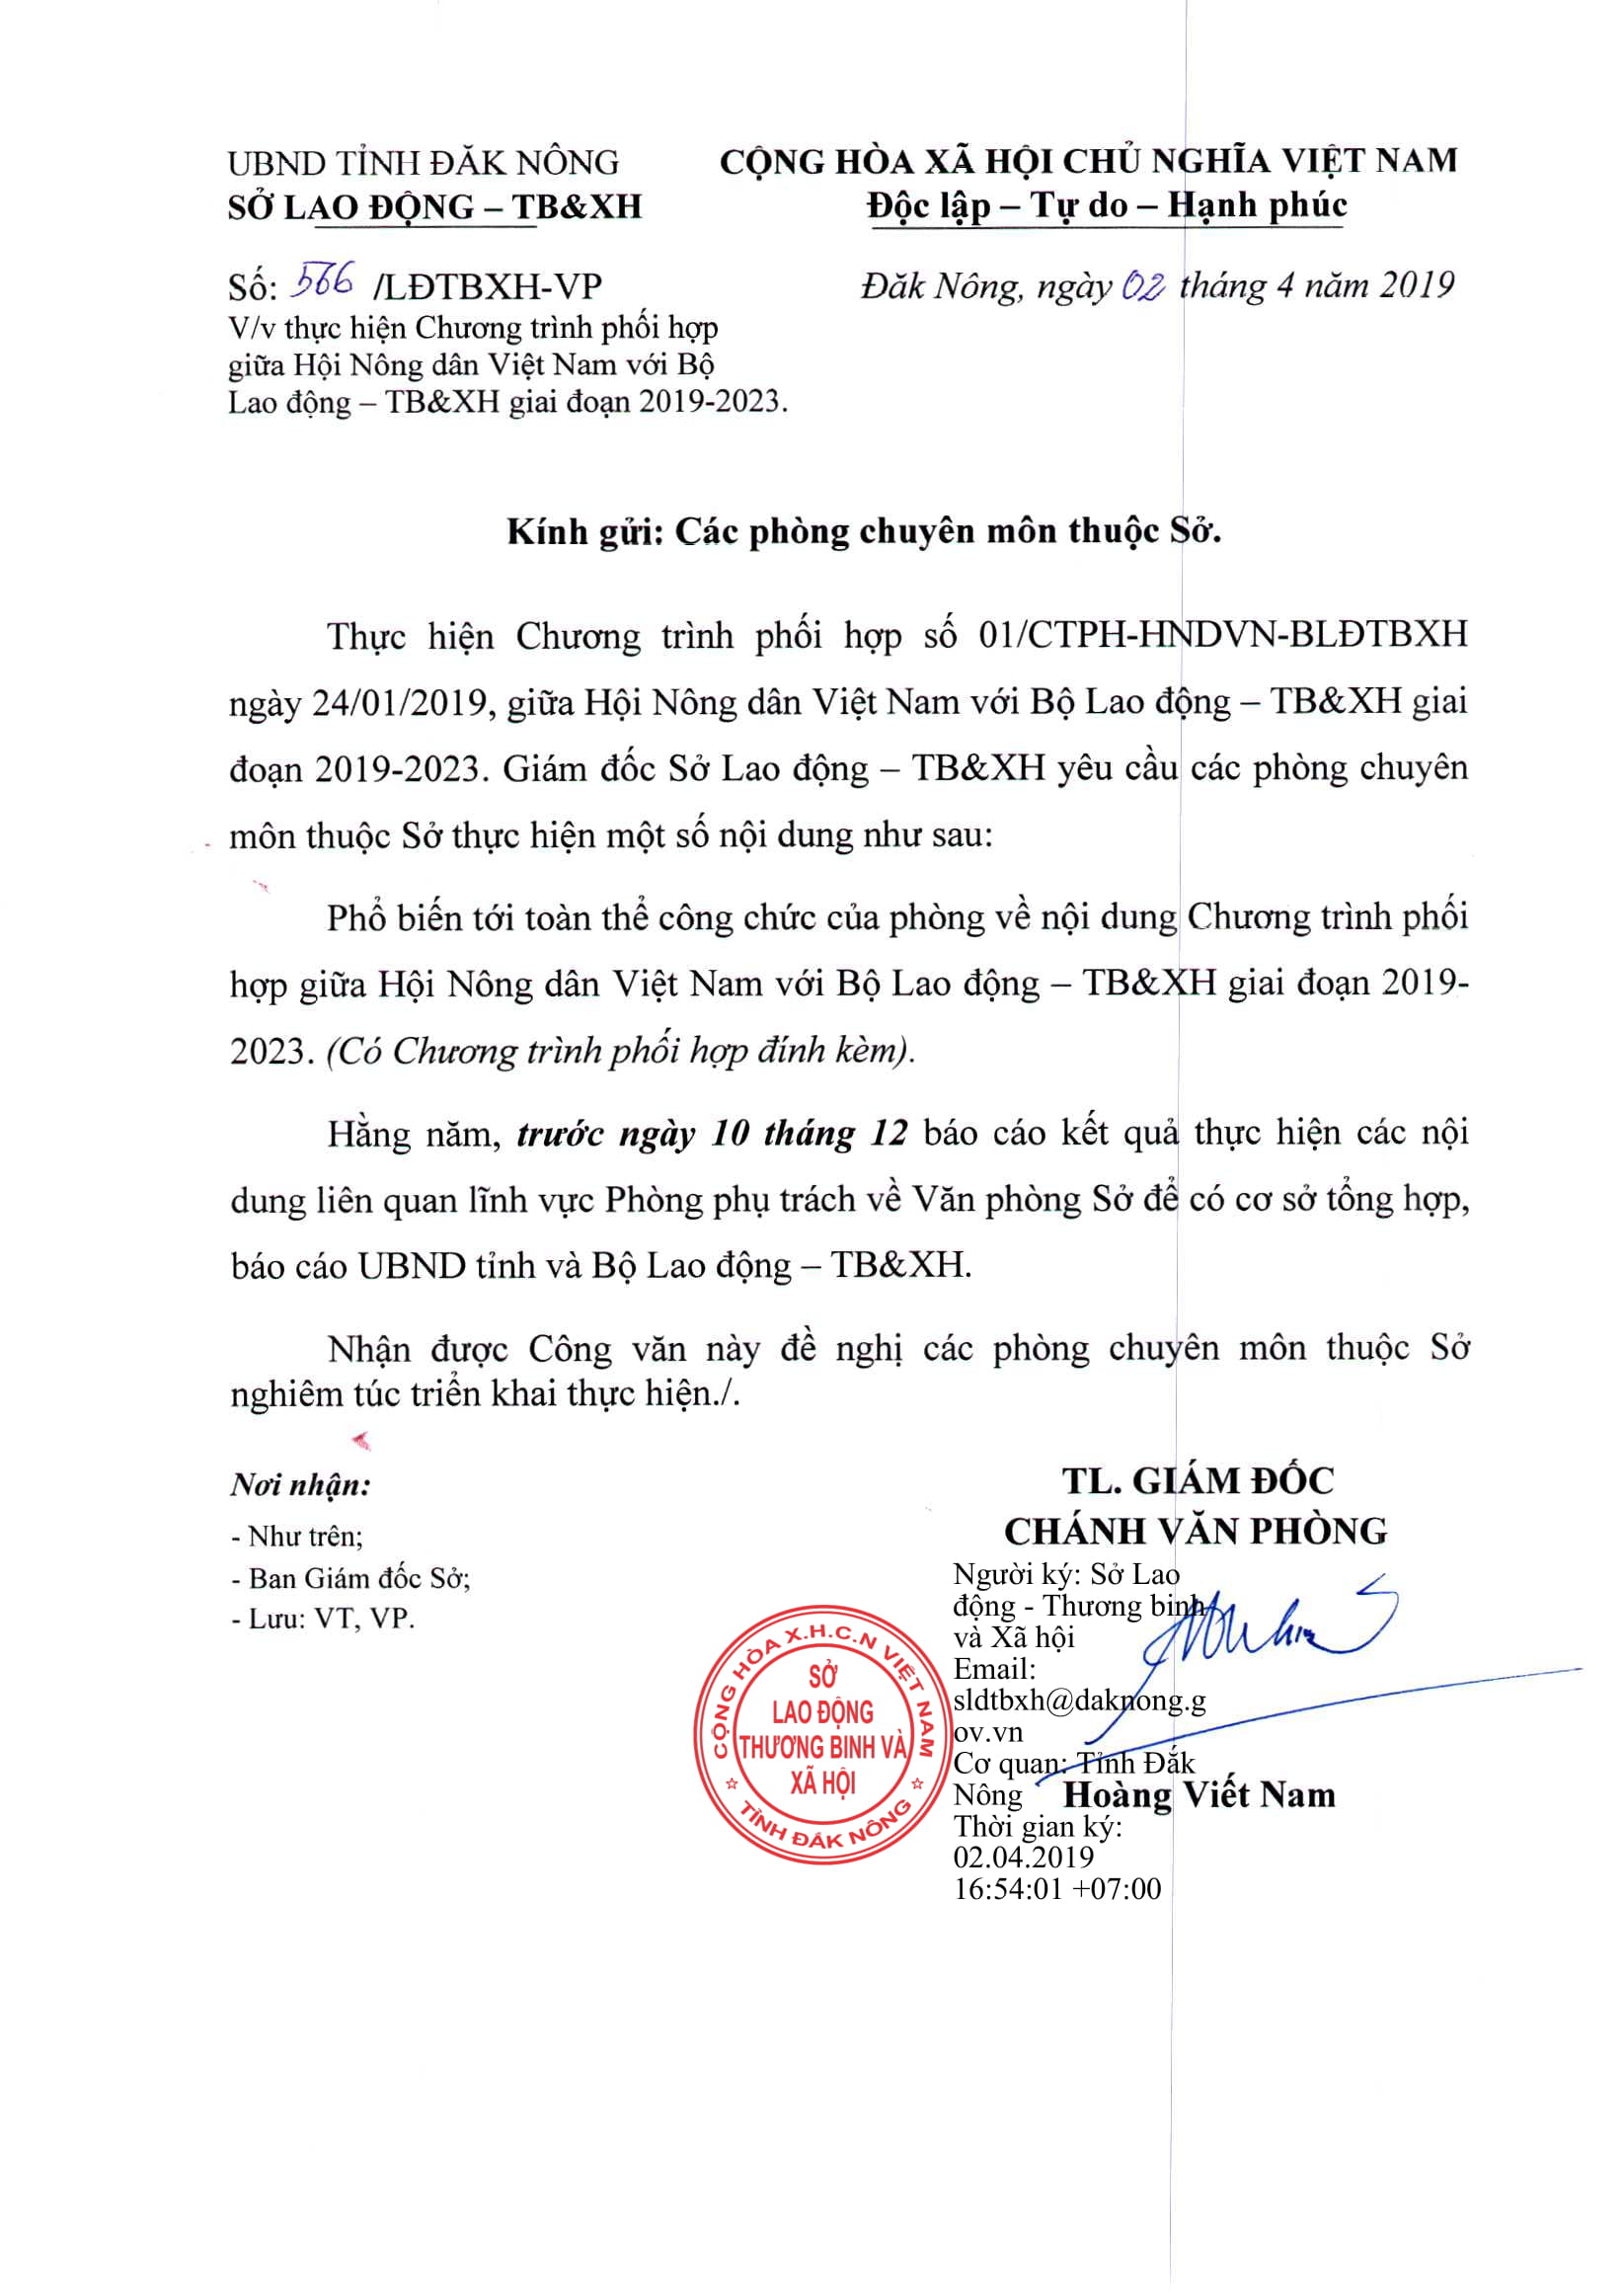 UBND TỈNH ĐĂK NÔNG
SỞ LAO ĐỘNG – TB&XH
CỘNG HÒA XÃ HỘI CHỦ NGHĨA VIỆT NAM
Độc lập – Tự do – Hạnh phúc
Số: 566 /LĐTBXH-VP
V/v thực hiện Chương trình phối hợp
giữa Hội Nông dân Việt Nam với Bộ
Lao động – TB&XH giai đoạn 2019-2023.
Đăk Nông, ngày 02 tháng 4 năm 2019
Kính gửi: Các phòng chuyên môn thuộc Sở.
Thực hiện Chương trình phối hợp số 01/CTPH-HNDVN-BLĐTBXH
ngày 24/01/2019, giữa Hội Nông dân Việt Nam với Bộ Lao động – TB&XH giai
đoạn 2019-2023. Giám đốc Sở Lao động – TB&XH yêu cầu các phòng chuyên
môn thuộc Sở thực hiện một số nội dung như sau:
Phổ biến tới toàn thể công chức của phòng về nội dung Chương trình phối
hợp giữa Hội Nông dân Việt Nam với Bộ Lao động – TB&XH giai đoạn 2019-
2023. (Có Chương trình phối hợp đính kèm).
Hằng năm, trước ngày 10 tháng 12 báo cáo kết quả thực hiện các nội
dung liên quan lĩnh vực Phòng phụ trách về Văn phòng Sở để có cơ sở tổng hợp,
báo cáo UBND tỉnh và Bộ Lao động – TB&XH.
Nhận được Công văn này đề nghị các phòng chuyên môn thuộc Sở
nghiêm túc triển khai thực hiện./.
Nơi nhận:
- Như trên;
- Ban Giám đốc Sở;
- Lưu: VT, VP.
TL. GIÁM ĐỐC
CHÁNH VĂN PHÒNG
Người ký: Sở Lao
động - Thương binh
và Xã hội
Email:
sldtbxh@daknong.g
ov.vn
Cơ quan: Tỉnh Đắk
Nông
Thời gian ký:
02.04.2019
16:54:01 +07:00
Hoàng Viết Nam
CỘNG HÒA X.H.C.N VIỆT NAM
SỞ
LAO ĐỘNG
THƯƠNG BINH VÀ
XÃ HỘI
TỈNH ĐẮK NÔNG